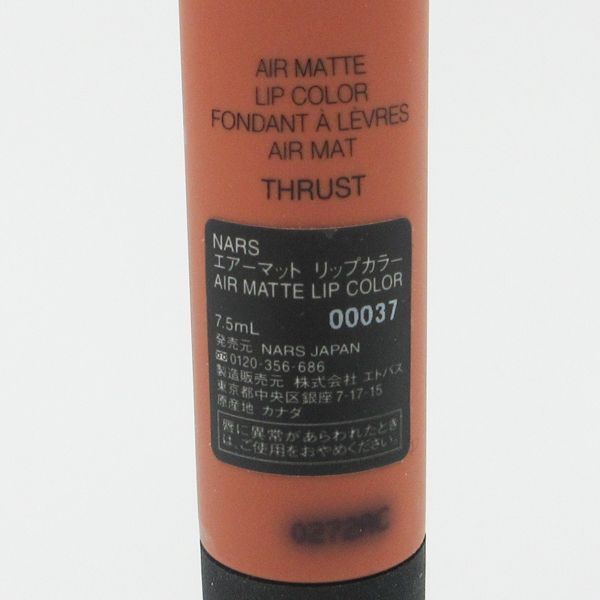 AIR MATTE
LIP COLOR
FONDANT À LÈVRES
AIR MAT
THRUST
NARS
エアーマット リップカラー
AIR MATTE LIP COLOR
7.5mL 00037
発売元 NARS JAPAN
0120-356-686
製造販売元 株式会社 エトバス
東京都中央区銀座7-17-15
原産地 カナダ
唇に異常があらわれたとき
は、ご使用をおやめください。